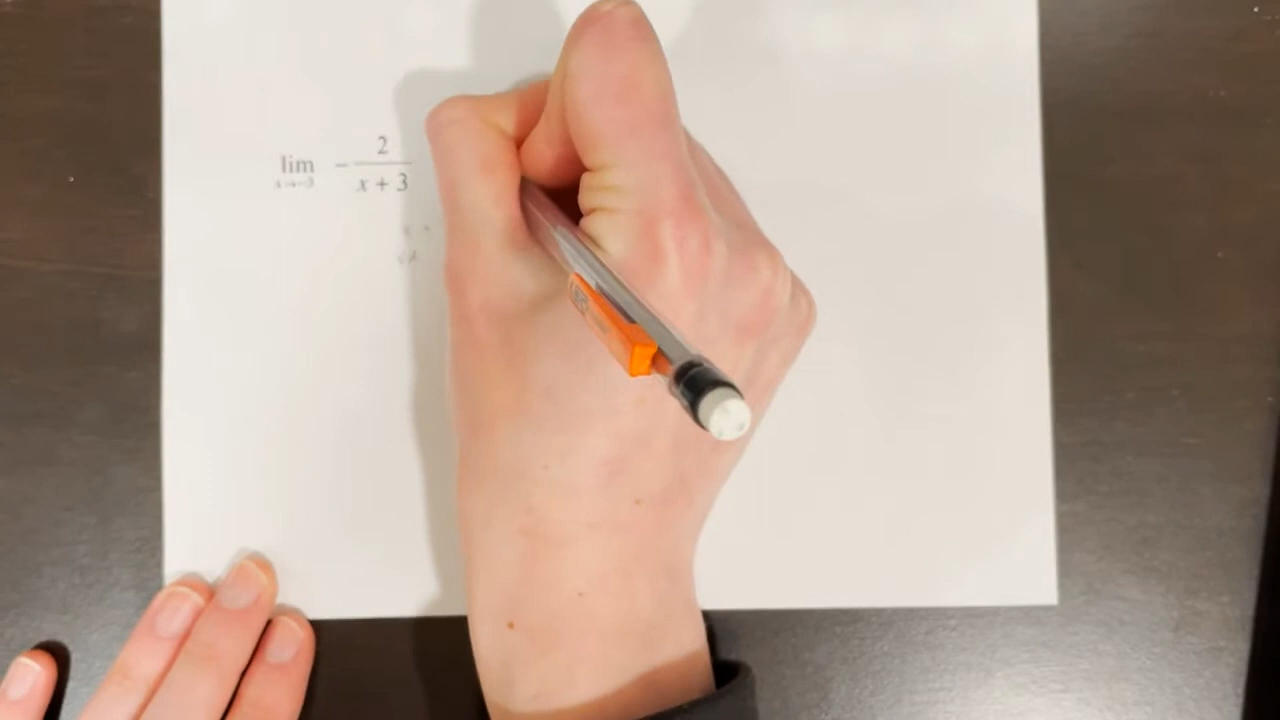 lim - 2/(x + 3)
x→-3